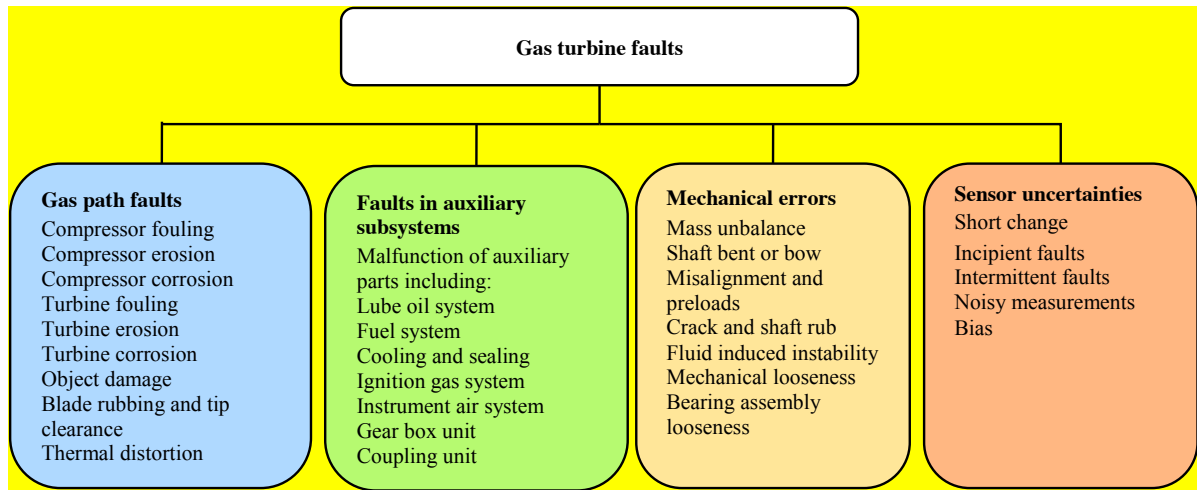 Gas turbine faults
Gas path faults
Compressor fouling
Compressor erosion
Compressor corrosion
Turbine fouling
Turbine erosion
Turbine corrosion
Object damage
Blade rubbing and tip
clearance
Thermal distortion
Faults in auxiliary
subsystems
Malfunction of auxiliary
parts including:
Lube oil system
Fuel system
Cooling and sealing
Ignition gas system
Instrument air system
Gear box unit
Coupling unit
Mechanical errors
Mass unbalance
Shaft bent or bow
Misalignment and
preloads
Crack and shaft rub
Fluid induced instability
Mechanical looseness
Bearing assembly
looseness
Sensor uncertainties
Short change
Incipient faults
Intermittent faults
Noisy measurements
Bias